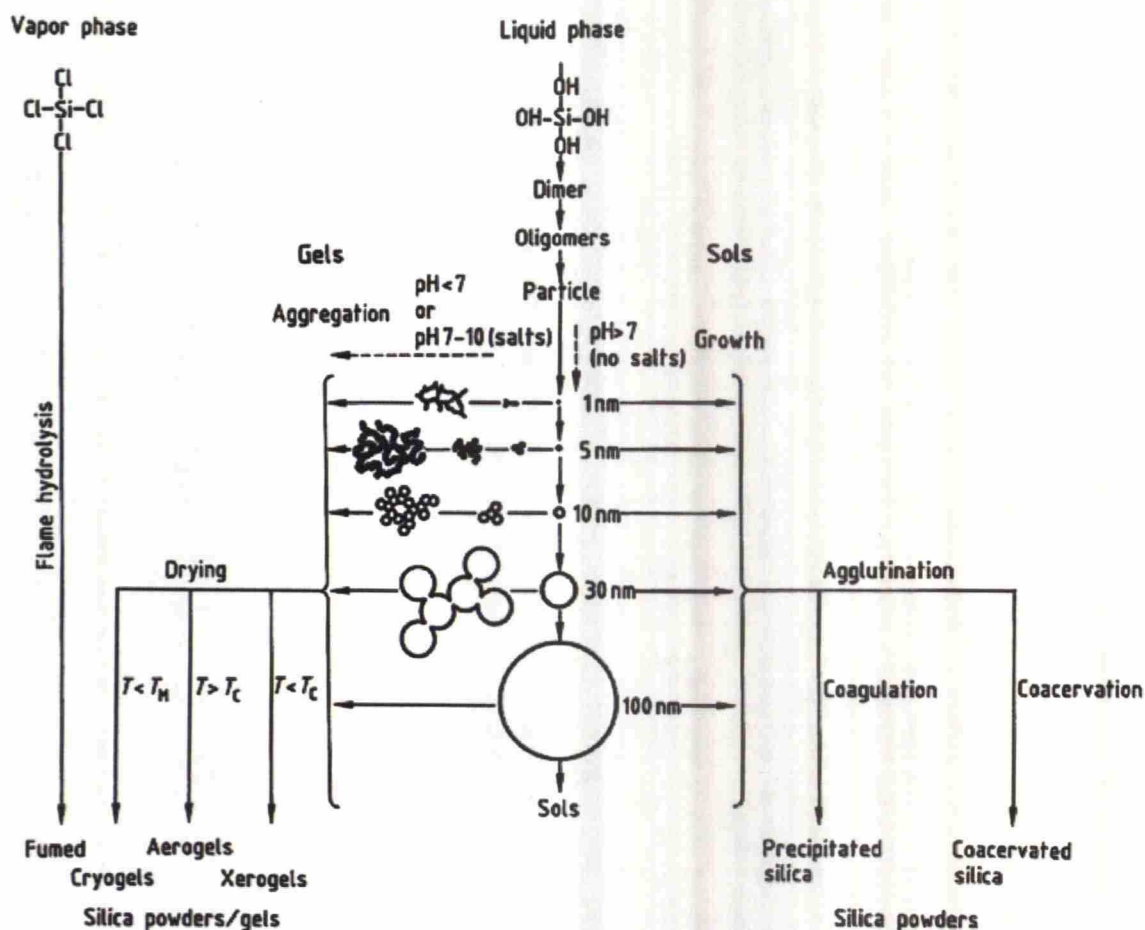 Vapor phase
Liquid phase
Cl
Cl-Si-Cl
Cl
OH
OH-Si-OH
OH
Dimer
Oligomers
Gels
Sols
pH<7
or
pH 7-10 (salts)
Aggregation
Particle
pH>7
(no salts)
Growth
1 nm
5 nm
10 nm
30 nm
100 nm
Flame hydrolysis
Drying
T < T_M
T > T_C
T < T_C
Agglutination
Coagulation
Coacervation
Sols
Fumed
Cryogels
Aerogels
Xerogels
Silica powders/gels
Precipitated
silica
Coacervated
silica
Silica powders